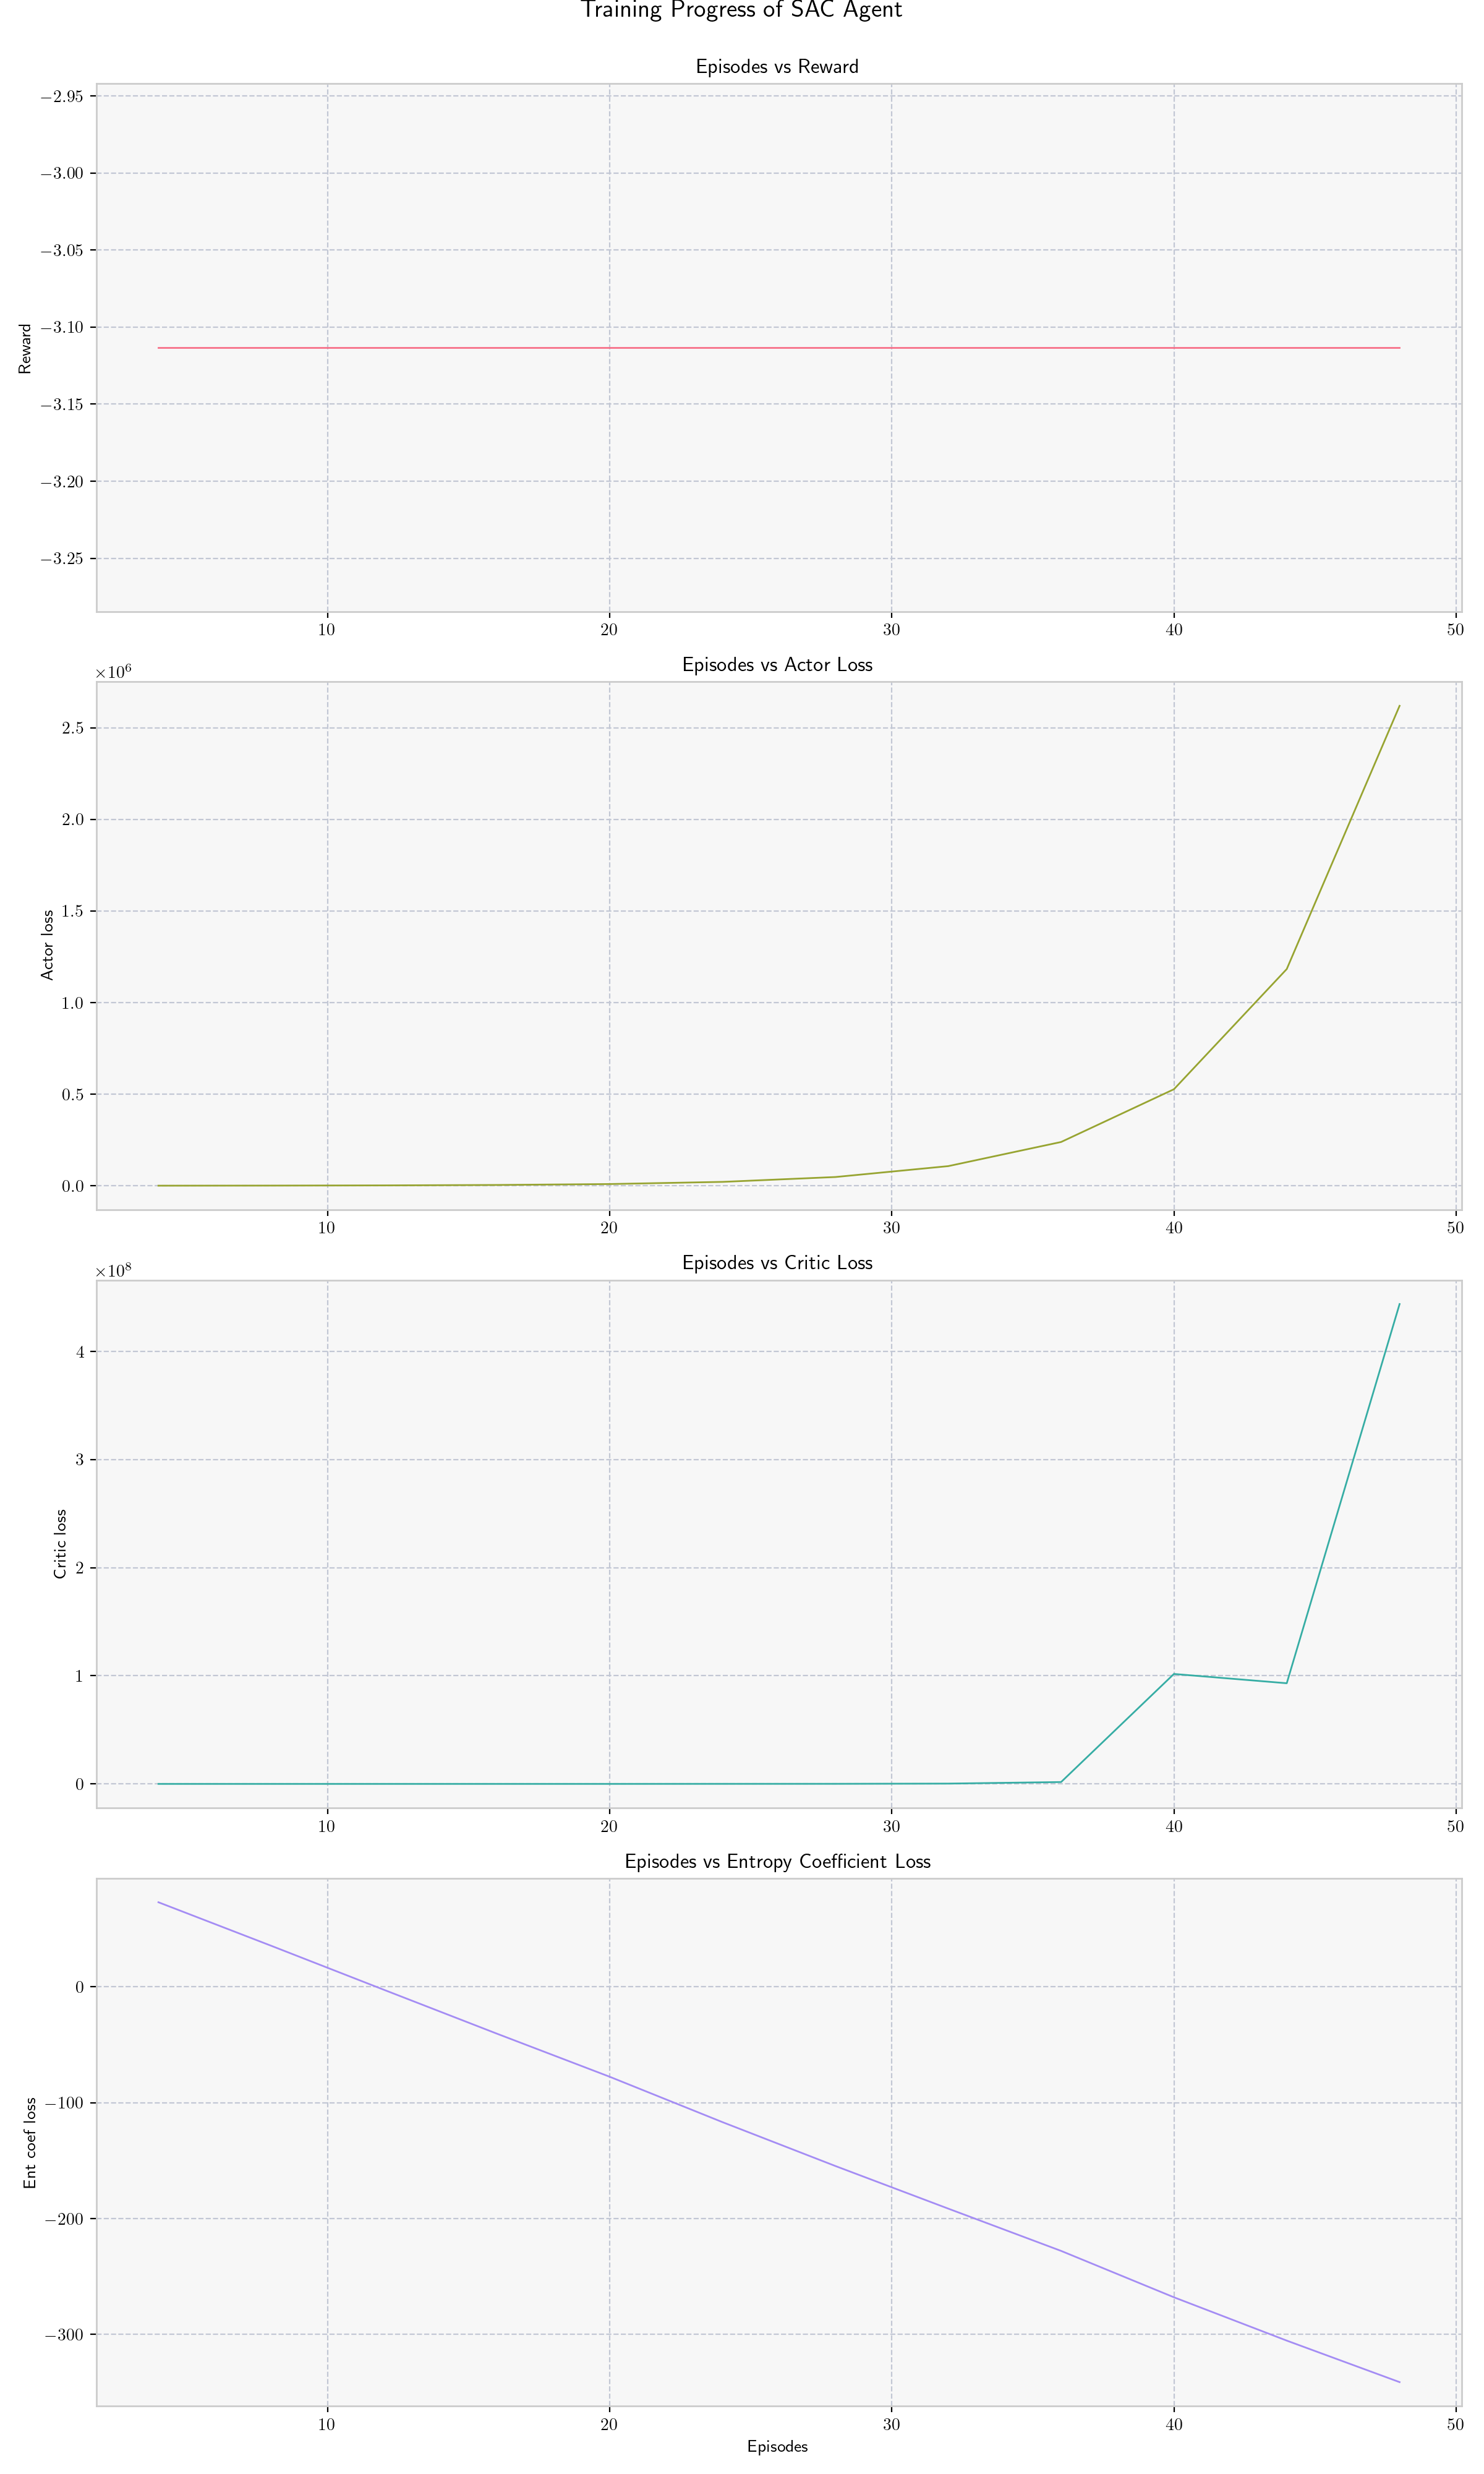 Training Progress of SAC Agent
Episodes vs Reward
−2.95
−3.00
−3.05
−3.10
−3.15
−3.20
−3.25
Reward
10 20 30 40 50
Episodes vs Actor Loss
×10⁶
2.5
2.0
1.5
1.0
0.5
0.0
Actor loss
10 20 30 40 50
Episodes vs Critic Loss
×10⁸
4
3
2
1
0
Critic loss
10 20 30 40 50
Episodes vs Entropy Coefficient Loss
0
−100
−200
−300
Ent coef loss
10 20 30 40 50
Episodes